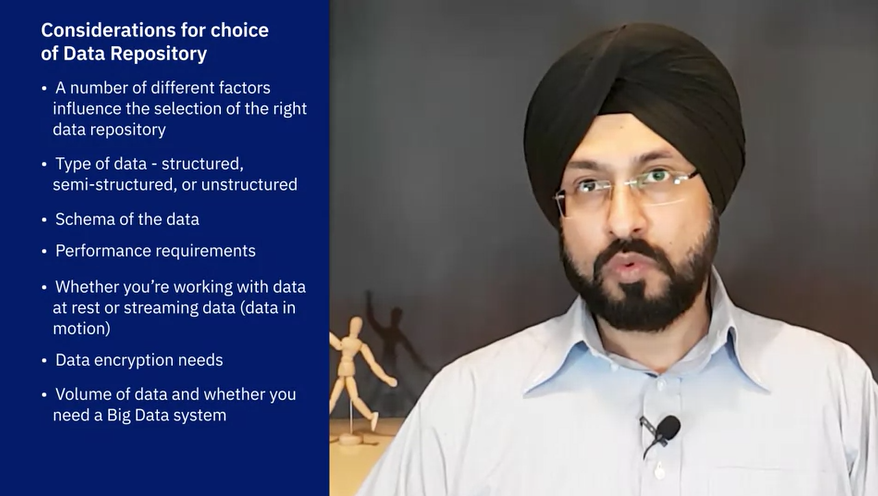 Considerations for choice
of Data Repository
• A number of different factors
influence the selection of the right
data repository
• Type of data - structured,
semi-structured, or unstructured
• Schema of the data
• Performance requirements
• Whether you’re working with data
at rest or streaming data (data in
motion)
• Data encryption needs
• Volume of data and whether you
need a Big Data system